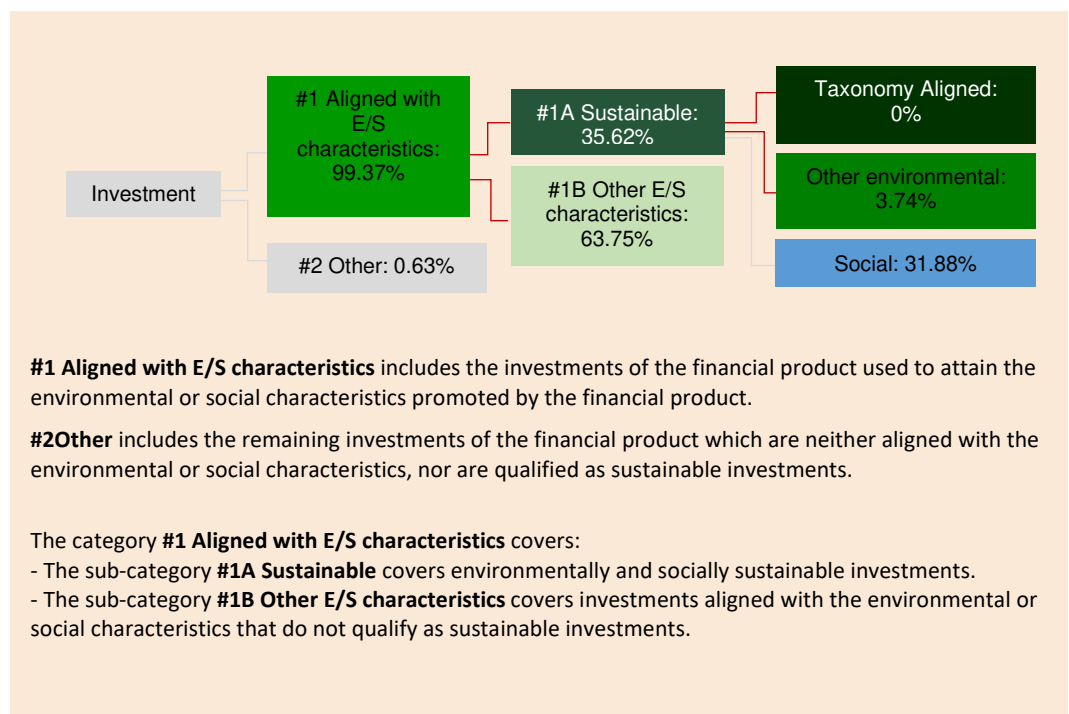 Investment
#1 Aligned with
E/S
characteristics:
99.37%
#2 Other: 0.63%
#1A Sustainable:
35.62%
#1B Other E/S
characteristics:
63.75%
Taxonomy Aligned:
0%
Other environmental:
3.74%
Social: 31.88%
#1 Aligned with E/S characteristics includes the investments of the financial product used to attain the
environmental or social characteristics promoted by the financial product.
#2Other includes the remaining investments of the financial product which are neither aligned with the
environmental or social characteristics, nor are qualified as sustainable investments.
The category #1 Aligned with E/S characteristics covers:
- The sub-category #1A Sustainable covers environmentally and socially sustainable investments.
- The sub-category #1B Other E/S characteristics covers investments aligned with the environmental or
social characteristics that do not qualify as sustainable investments.